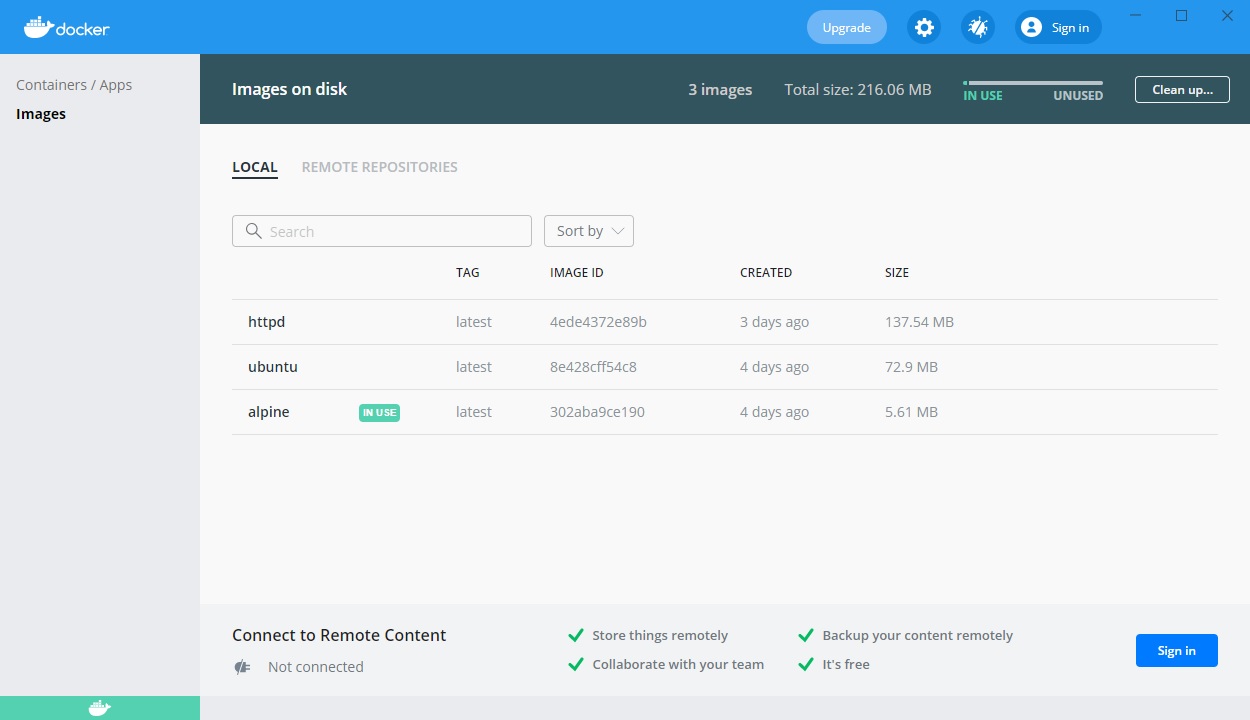 docker
Upgrade
Sign in
Containers / Apps
Images
Images on disk
3 images
Total size: 216.06 MB
IN USE
UNUSED
Clean up...
LOCAL
REMOTE REPOSITORIES
Search
Sort by
TAG IMAGE ID CREATED SIZE
httpd latest 4ede4372e89b 3 days ago 137.54 MB
ubuntu latest 8e428cff54c8 4 days ago 72.9 MB
alpine IN USE latest 302aba9ce190 4 days ago 5.61 MB
Connect to Remote Content
Not connected
Store things remotely
Backup your content remotely
Collaborate with your team
It's free
Sign in